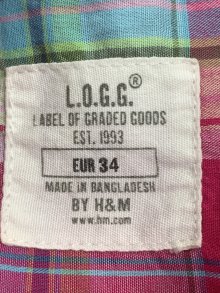 L.O.G.G.®
LABEL OF GRADED GOODS
EST. 1993
EUR 34
MADE IN BANGLADESH
BY H&M
www.hm.com